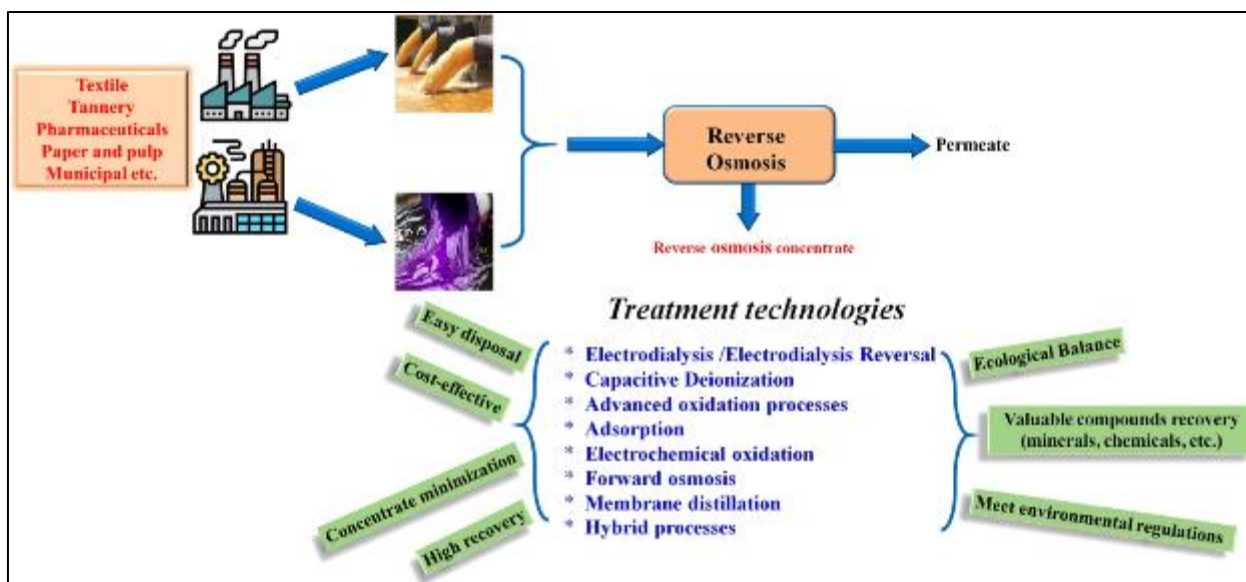 Textile
Tannery
Pharmaceuticals
Paper and pulp
Municipal etc.
Reverse
Osmosis
Permeate
Reverse osmosis concentrate
Treatment technologies
Easy disposal
Cost-effective
Concentrate minimization
High recovery
* Electrodialysis /Electrodialysis Reversal
* Capacitive Deionization
* Advanced oxidation processes
* Adsorption
* Electrochemical oxidation
* Forward osmosis
* Membrane distillation
* Hybrid processes
Ecological Balance
Valuable compounds recovery
(minerals, chemicals, etc.)
Meet environmental regulations